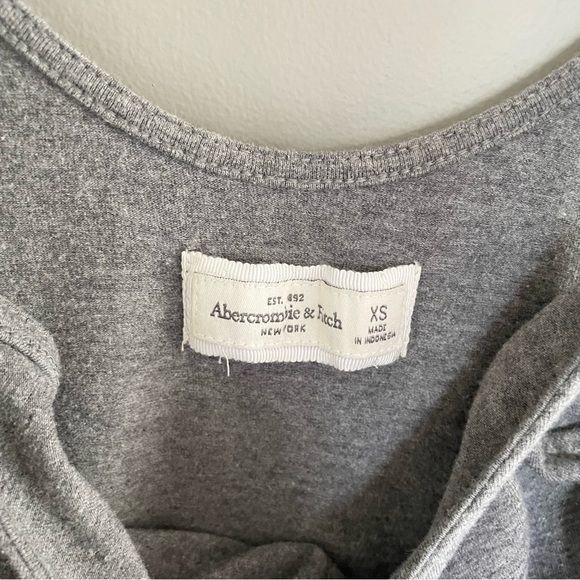 EST. 1892
Abercrombie & Fitch
NEW YORK
XS
MADE
IN INDONESIA